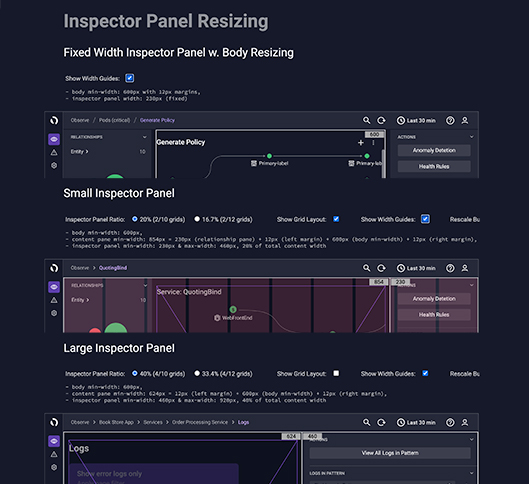 Inspector Panel Resizing
Fixed Width Inspector Panel w. Body Resizing
Show Width Guides:
- body min-width: 600px with 12px margins,
- inspector panel width: 230px (fixed)
Observe / Pods (critical) / Generate Policy
Last 30 min
RELATIONSHIPS
Entity > 10
Generate Policy
600
Primary-label
Primary-lab
ACTIONS
Anomaly Detetion
Health Rules
Small Inspector Panel
Inspector Panel Ratio: 20% (2/10 grids) 16.7% (2/12 grids) Show Grid Layout: Show Width Guides: Rescale Bu
- body min-width: 600px,
- content pane min-width: 854px = 230px (relationship pane) + 12px (left margin) + 600px (body min-width) + 12px (right margin),
- inspector min-width: 230px & max-width: 460px, 20% of total content width
Observe > QuotingBind
Last 30 min
RELATIONSHIPS
Entity > 10
Service: QuotingBind
WebFrontEnd
854 230
ACTIONS
Anomaly Detetion
Health Rules
Large Inspector Panel
Inspector Panel Ratio: 40% (4/10 grids) 33.4% (4/12 grids) Show Grid Layout: Show Width Guides: Rescale Bu
- body min-width: 600px,
- content pane min-width: 624px = 12px (left margin) + 600px (body min-width) + 12px (right margin),
- inspector min-width: 460px & max-width: 920px, 40% of total content width
Observe > Book Store App > Services > Order Processing Service > Logs
Last 30 min
624 460
Logs
Show error logs only
ACTIONS
View All Logs in Pattern
LOGS IN PATTERN